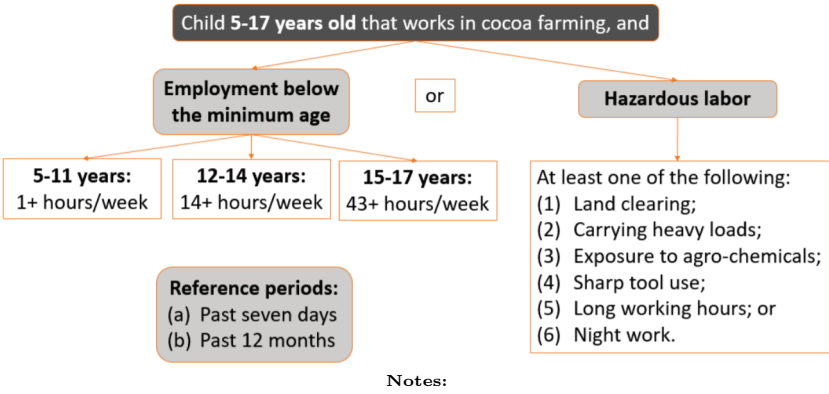 Child 5-17 years old that works in cocoa farming, and
Employment below
the minimum age
or
Hazardous labor
5-11 years:
1+ hours/week
12-14 years:
14+ hours/week
15-17 years:
43+ hours/week
At least one of the following:
(1) Land clearing;
(2) Carrying heavy loads;
(3) Exposure to agro-chemicals;
(4) Sharp tool use;
(5) Long working hours; or
(6) Night work.
Reference periods:
(a) Past seven days
(b) Past 12 months
Notes: